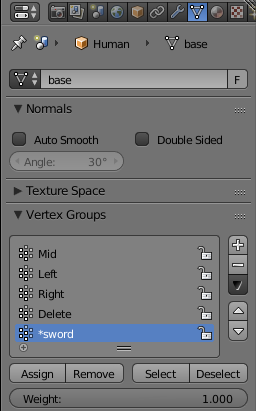 Human base
base F
Normals
Auto Smooth Double Sided
Angle: 30°
Texture Space
Vertex Groups
Mid
Left
Right
Delete
*sword
Assign Remove Select Deselect
Weight: 1.000